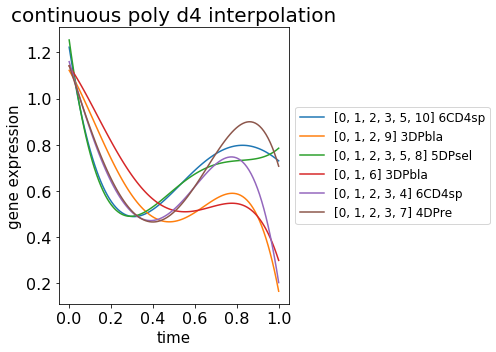 continuous poly d4 interpolation
gene expression
1.2
1.0
0.8
0.6
0.4
0.2
0.0 0.2 0.4 0.6 0.8 1.0
time
[0, 1, 2, 3, 5, 10] 6CD4sp
[0, 1, 2, 9] 3DPbla
[0, 1, 2, 3, 5, 8] 5DPsel
[0, 1, 6] 3DPbla
[0, 1, 2, 3, 4] 6CD4sp
[0, 1, 2, 3, 7] 4DPre